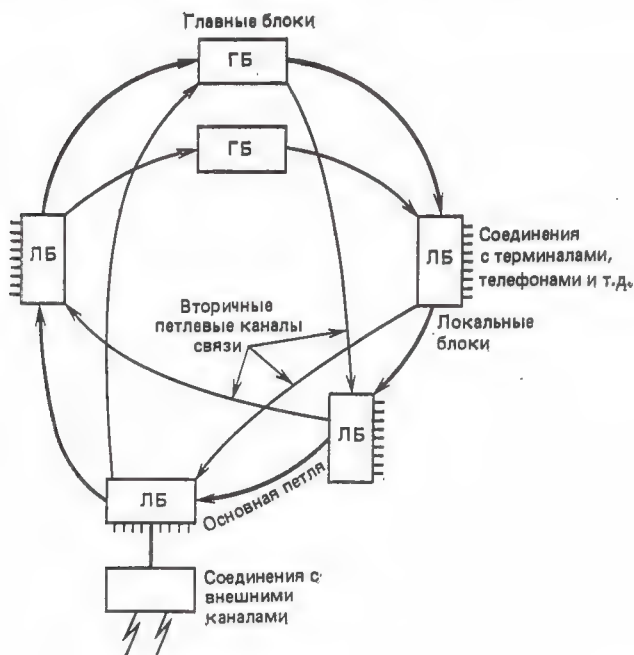 Главные блоки
ГБ
ГБ
ЛБ
ЛБ
Соединения
с терминалами,
телефонами и т.д.
Вторичные
петлевые каналы
связи
Локальные
блоки
ЛБ
ЛБ
Основная петля
Соединения с
внешними
каналами